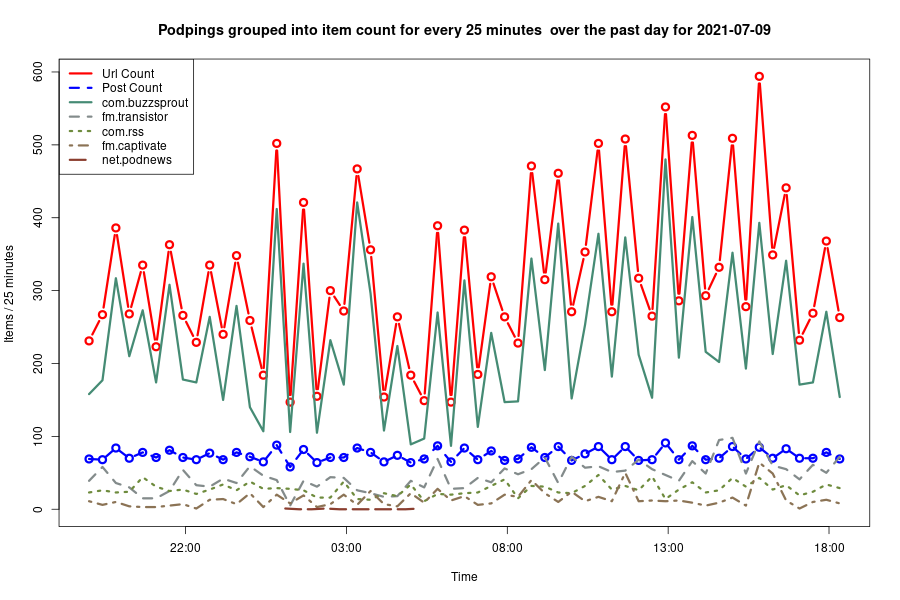 Podpings grouped into item count for every 25 minutes  over the past day for 2021-07-09
Url Count
Post Count
com.buzzsprout
fm.transistor
com.rss
fm.captivate
net.podnews
Items / 25 minutes
600
500
400
300
200
100
0
22:00
03:00
08:00
13:00
18:00
Time